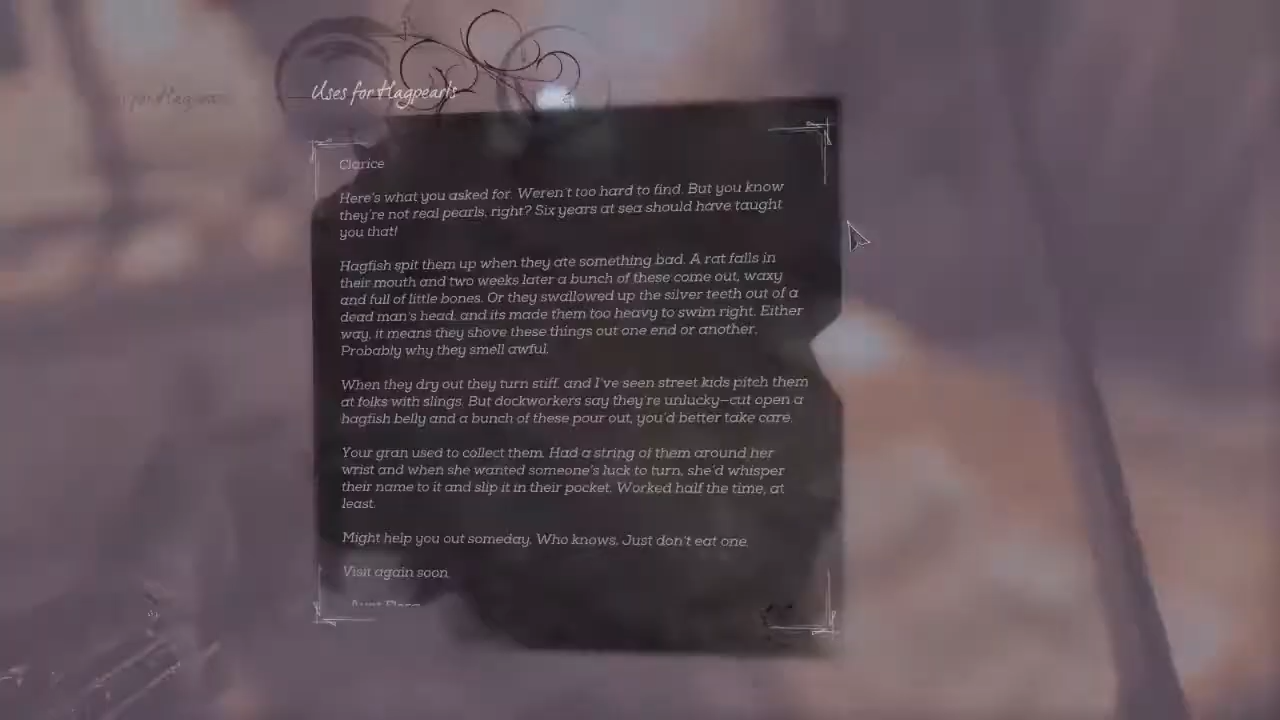 Uses for Hagpearls
Clarice
Here's what you asked for. Weren't too hard to find. But you know
they're not real pearls, right? Six years at sea should have taught
you that!
Hagfish spit them up when they ate something bad. A rat falls in
their mouth and two weeks later a bunch of these come out, waxy
and full of little bones. Or they swallowed up the silver teeth out of a
dead man's head, and its made them too heavy to swim right. Either
way, it means they shove these things out one end or another.
Probably why they smell awful.
When they dry out they turn stiff, and I've seen street kids pitch them
at folks with slings. But dockworkers say they're unlucky—cut open a
hagfish belly and a bunch of these pour out, you'd better take care.
Your gran used to collect them. Had a string of them around her
wrist and when she wanted someone's luck to turn, she'd whisper
their name to it and slip it in their pocket. Worked half the time, at
least.
Might help you out someday. Who knows. Just don't eat one.
Visit again soon,
Aunt